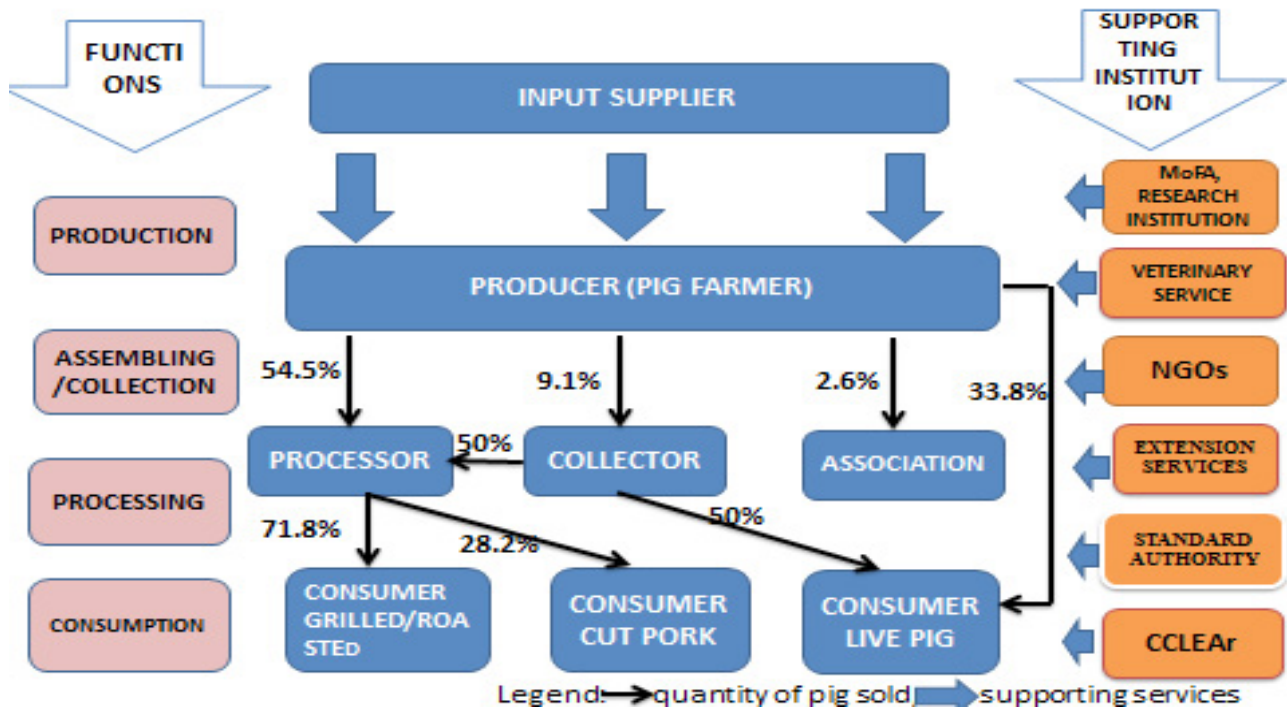 FUNCTI
ONS
SUPPOR
TING
INSTITUT
ION
INPUT SUPPLIER
MoFA,
RESEARCH
INSTITUTION
PRODUCTION
PRODUCER (PIG FARMER)
VETERINARY
SERVICE
ASSEMBLING
/COLLECTION
54.5%
9.1%
2.6%
33.8%
NGOs
PROCESSOR
50%
COLLECTOR
ASSOCIATION
EXTENSION
SERVICES
PROCESSING
71.8%
28.2%
50%
STANDARD
AUTHORITY
CONSUMPTION
CONSUMER
GRILLED/ROA
STED
CONSUMER
CUT PORK
CONSUMER
LIVE PIG
CCLEAr
Legend: quantity of pig sold, supporting services